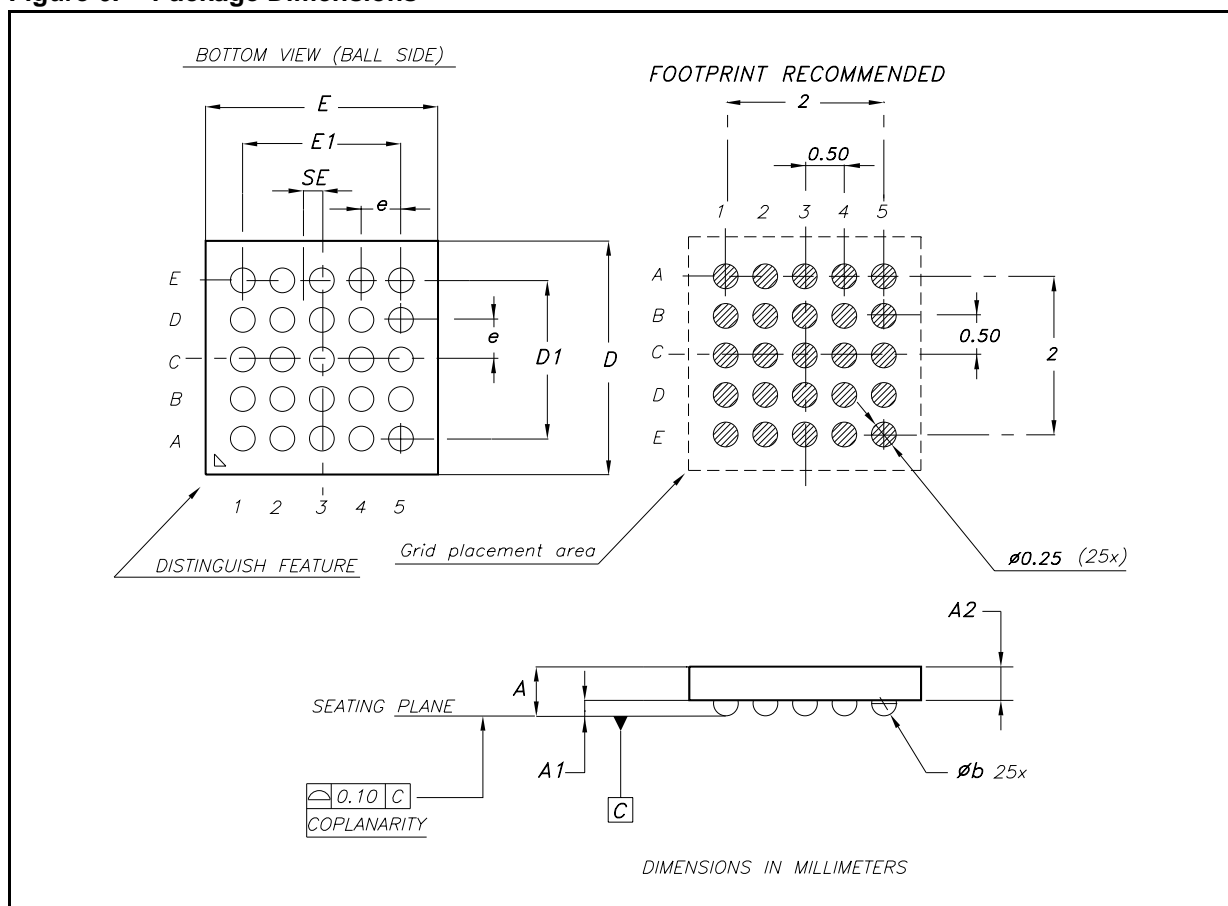 Figure 6. Package Dimensions
BOTTOM VIEW (BALL SIDE)
E
E1
SE
e
E
D
C
B
A
e
D1
D
1 2 3 4 5
DISTINGUISH FEATURE
FOOTPRINT RECOMMENDED
2
0.50
1 2 3 4 5
A
B
C
D
E
0.50
2
Grid placement area
ø0.25 (25x)
A2
A
SEATING PLANE
A1
øb 25x
0.10 C
COPLANARITY
C
DIMENSIONS IN MILLIMETERS